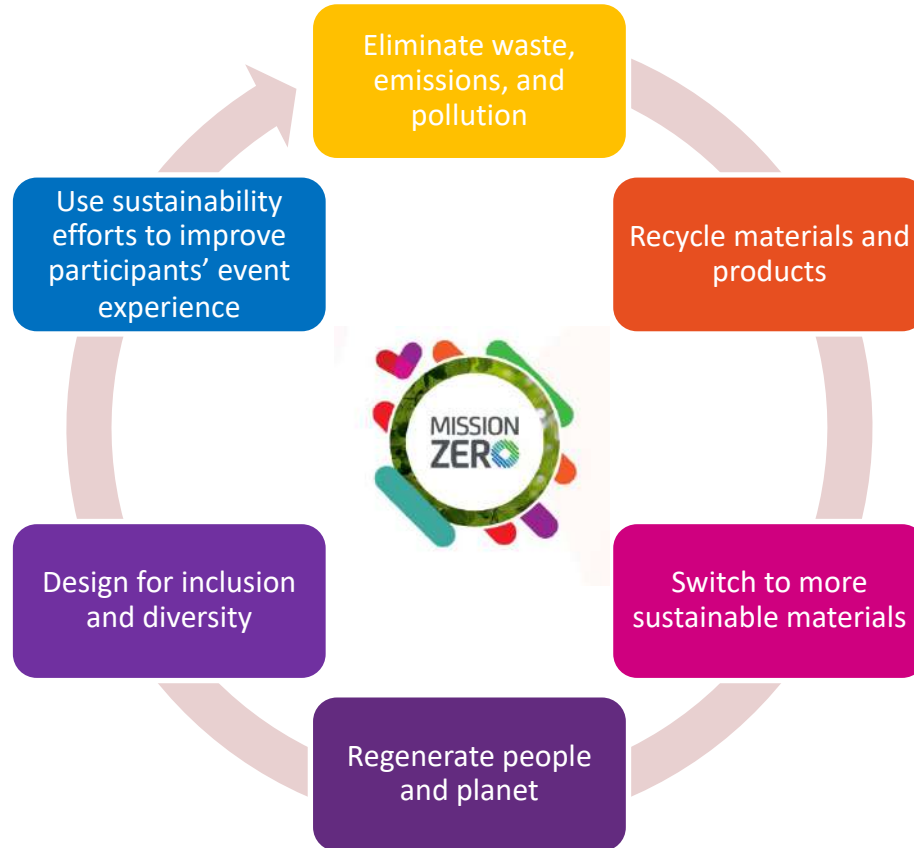 Eliminate waste,
emissions, and
pollution
Recycle materials and
products
Switch to more
sustainable materials
Regenerate people
and planet
Design for inclusion
and diversity
Use sustainability
efforts to improve
participants’ event
experience
MISSION
ZERO